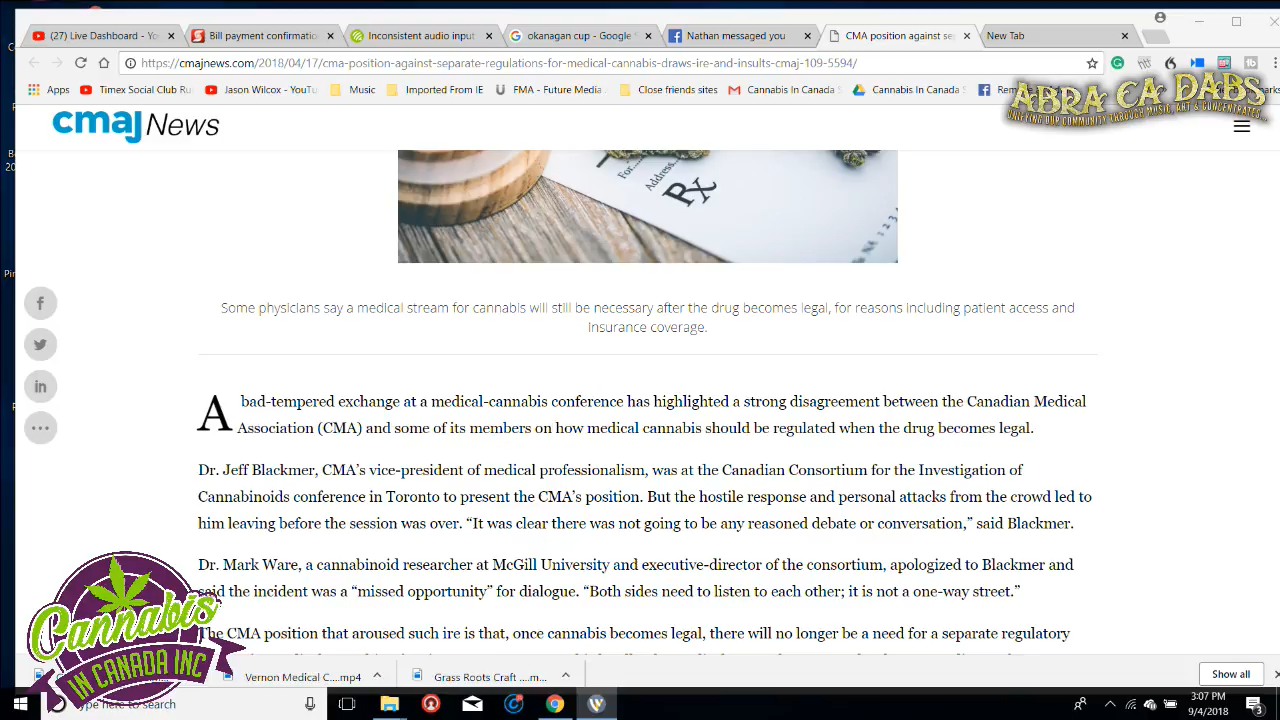 (27) Live Dashboard - Yo
Bill payment confirmatio
Inconsistent audio input
okanagan cup - Google S
Nathan messaged you
CMA position against se
New Tab
https://cmajnews.com/2018/04/17/cma-position-against-separate-regulations-for-medical-cannabis-draws-ire-and-insults-cmaj-109-5594/
Apps
Timex Social Club Ru
Jason Wilcox - YouTu
Music
Imported From IE
FMA - Future Media
Close friends sites
Cannabis In Canada
Cannabis In Canada
ABRA CA DABS
UNIFYING OUR COMMUNITY THROUGH MUSIC, ART & CONCENTRATES...
cmaj News
For....
Address..
Rx
Some physicians say a medical stream for cannabis will still be necessary after the drug becomes legal, for reasons including patient access and
insurance coverage.
A bad-tempered exchange at a medical-cannabis conference has highlighted a strong disagreement between the Canadian Medical
Association (CMA) and some of its members on how medical cannabis should be regulated when the drug becomes legal.
Dr. Jeff Blackmer, CMA’s vice-president of medical professionalism, was at the Canadian Consortium for the Investigation of
Cannabinoids conference in Toronto to present the CMA’s position. But the hostile response and personal attacks from the crowd led to
him leaving before the session was over. “It was clear there was not going to be any reasoned debate or conversation,” said Blackmer.
Dr. Mark Ware, a cannabinoid researcher at McGill University and executive-director of the consortium, apologized to Blackmer and
said the incident was a “missed opportunity” for dialogue. “Both sides need to listen to each other; it is not a one-way street.”
The CMA position that aroused such ire is that, once cannabis becomes legal, there will no longer be a need for a separate regulatory
Cannabis
IN CANADA INC
Vernon Medical C....mp4
Grass Roots Craft ....m...
Show all
ype here to search
3:07 PM
9/4/2018
3